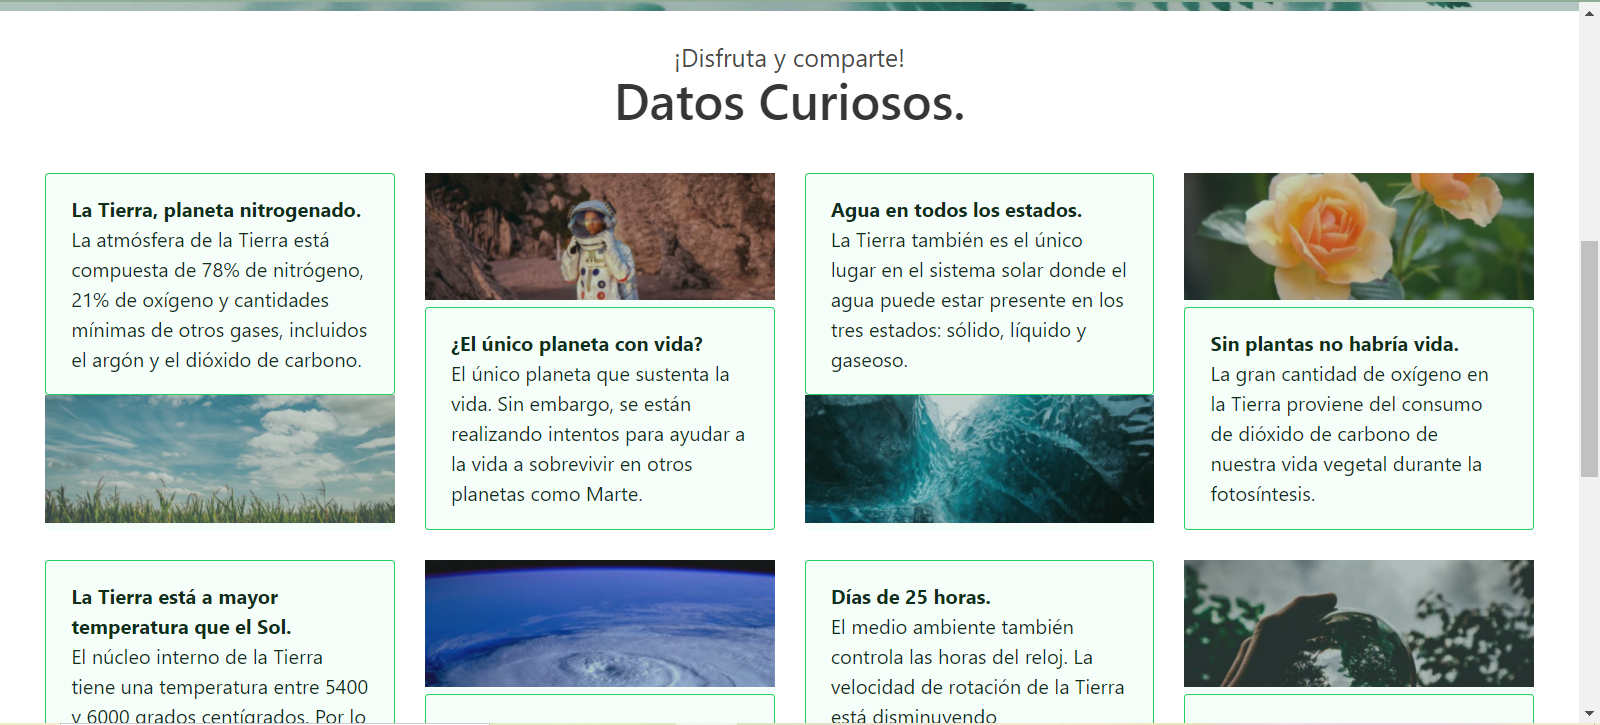 ¡Disfruta y comparte!
Datos Curiosos.
La Tierra, planeta nitrogenado.
La atmósfera de la Tierra está
compuesta de 78% de nitrógeno,
21% de oxígeno y cantidades
mínimas de otros gases, incluidos
el argón y el dióxido de carbono.
¿El único planeta con vida?
El único planeta que sustenta la
vida. Sin embargo, se están
realizando intentos para ayudar a
la vida a sobrevivir en otros
planetas como Marte.
Agua en todos los estados.
La Tierra también es el único
lugar en el sistema solar donde el
agua puede estar presente en los
tres estados: sólido, líquido y
gaseoso.
Sin plantas no habría vida.
La gran cantidad de oxígeno en
la Tierra proviene del consumo
de dióxido de carbono de
nuestra vida vegetal durante la
fotosíntesis.
La Tierra está a mayor
temperatura que el Sol.
El núcleo interno de la Tierra
tiene una temperatura entre 5400
y 6000 grados centígrados. Por lo
Días de 25 horas.
El medio ambiente también
controla las horas del reloj. La
velocidad de rotación de la Tierra
está disminuyendo